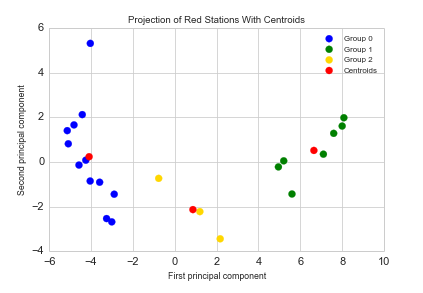 Projection of Red Stations With Centroids
6
4
2
0
−2
−4
Second principal component
Group 0
Group 1
Group 2
Centroids
−6 −4 −2 0 2 4 6 8 10
First principal component